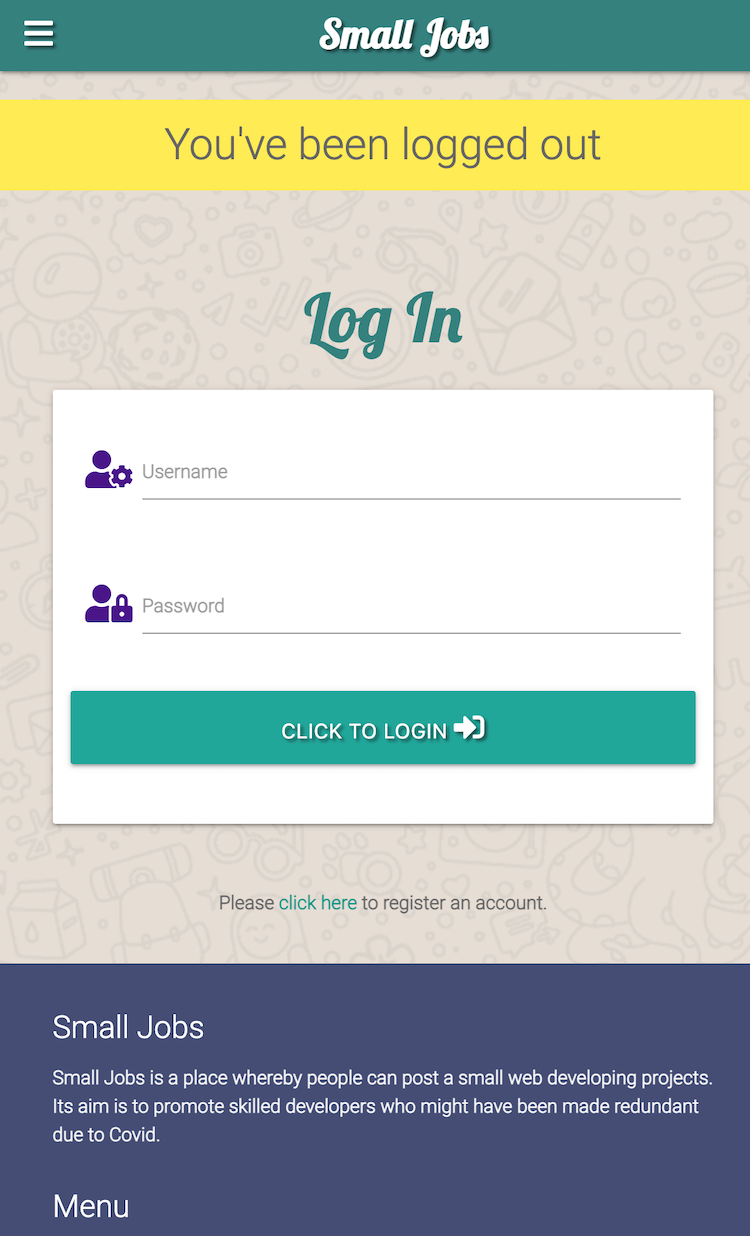 Small Jobs
You've been logged out
Log In
Username
Password
CLICK TO LOGIN
Please click here to register an account.
Small Jobs
Small Jobs is a place whereby people can post a small web developing projects.
Its aim is to promote skilled developers who might have been made redundant
due to Covid.
Menu